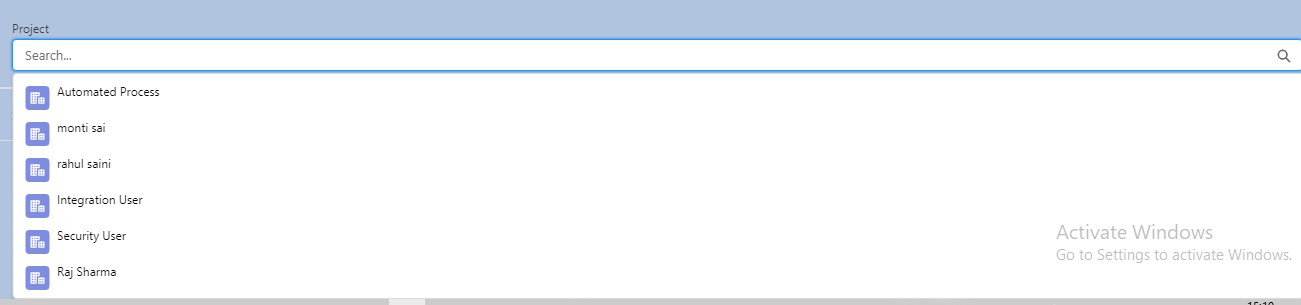 Project
Search...
Automated Process
monti sai
rahul saini
Integration User
Security User
Raj Sharma
Activate Windows
Go to Settings to activate Windows.